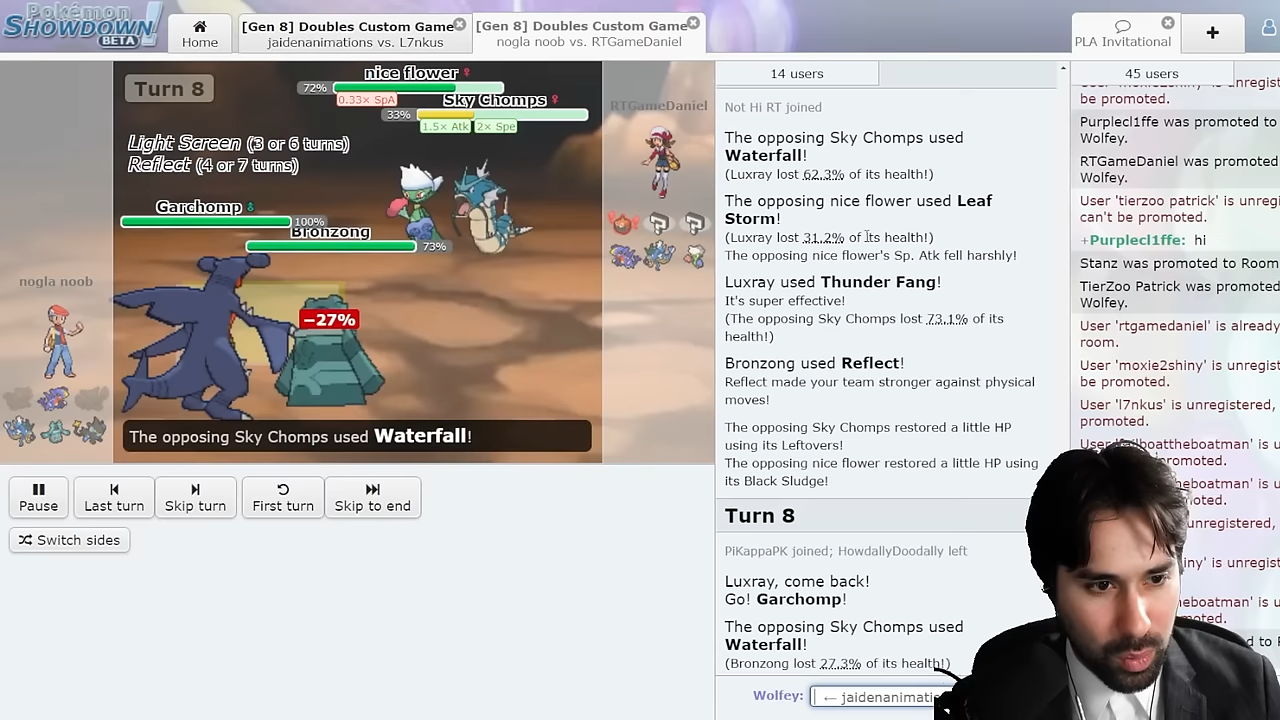 Pokémon
SHOWDOWN!
BETA
Home
[Gen 8] Doubles Custom Game
jaidenanimations vs. L7nkus
[Gen 8] Doubles Custom Game
nogla noob vs. RTGameDaniel
PLA Invitational
Turn 8
nice flower ♀
72%
0.33× SpA
Sky Chomps ♀
33%
1.5× Atk 2× Spe
Light Screen (3 or 6 turns)
Reflect (4 or 7 turns)
Garchomp
100%
Bronzong
73%
−27%
nogla noob
RTGameDaniel
The opposing Sky Chomps used Waterfall!
Pause
Last turn
Skip turn
First turn
Skip to end
Switch sides
14 users
Not Hi RT joined
The opposing Sky Chomps used
Waterfall!
(Luxray lost 62.3% of its health!)
The opposing nice flower used Leaf
Storm!
(Luxray lost 31.2% of its health!)
The opposing nice flower's Sp. Atk fell harshly!
Luxray used Thunder Fang!
It's super effective!
(The opposing Sky Chomps lost 73.1% of its
health!)
Bronzong used Reflect!
Reflect made your team stronger against physical
moves!
The opposing Sky Chomps restored a little HP
using its Leftovers!
The opposing nice flower restored a little HP using
its Black Sludge!
Turn 8
PiKappaPK joined; HowdallyDoodally left
Luxray, come back!
Go! Garchomp!
The opposing Sky Chomps used
Waterfall!
(Bronzong lost 27.3% of its health!)
Wolfey: ← jaidenanimatio
45 users
be promoted.
Purplecl1ffe was promoted to
Wolfey.
RTGameDaniel was promoted
Wolfey.
User 'tierzoo patrick' is unregi
can't be promoted.
+Purplecl1ffe: hi
Stanz was promoted to Room
TierZoo Patrick was promoted
Wolfey.
User 'rtgamedaniel' is already
room.
User 'moxie2shiny' is unregist
be promoted.
User 'l7nkus' is unregistered,
promoted.